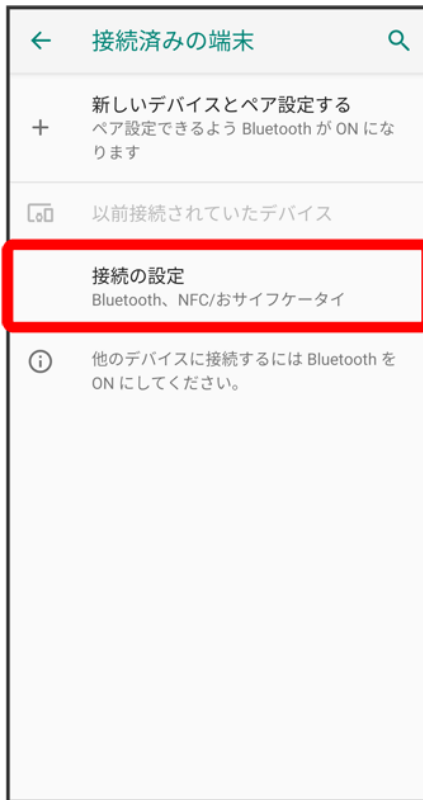 接続済みの端末
新しいデバイスとペア設定する
ペア設定できるよう Bluetooth が ON にな
ります
以前接続されていたデバイス
接続の設定
Bluetooth、NFC/おサイフケータイ
他のデバイスに接続するには Bluetooth を
ON にしてください。